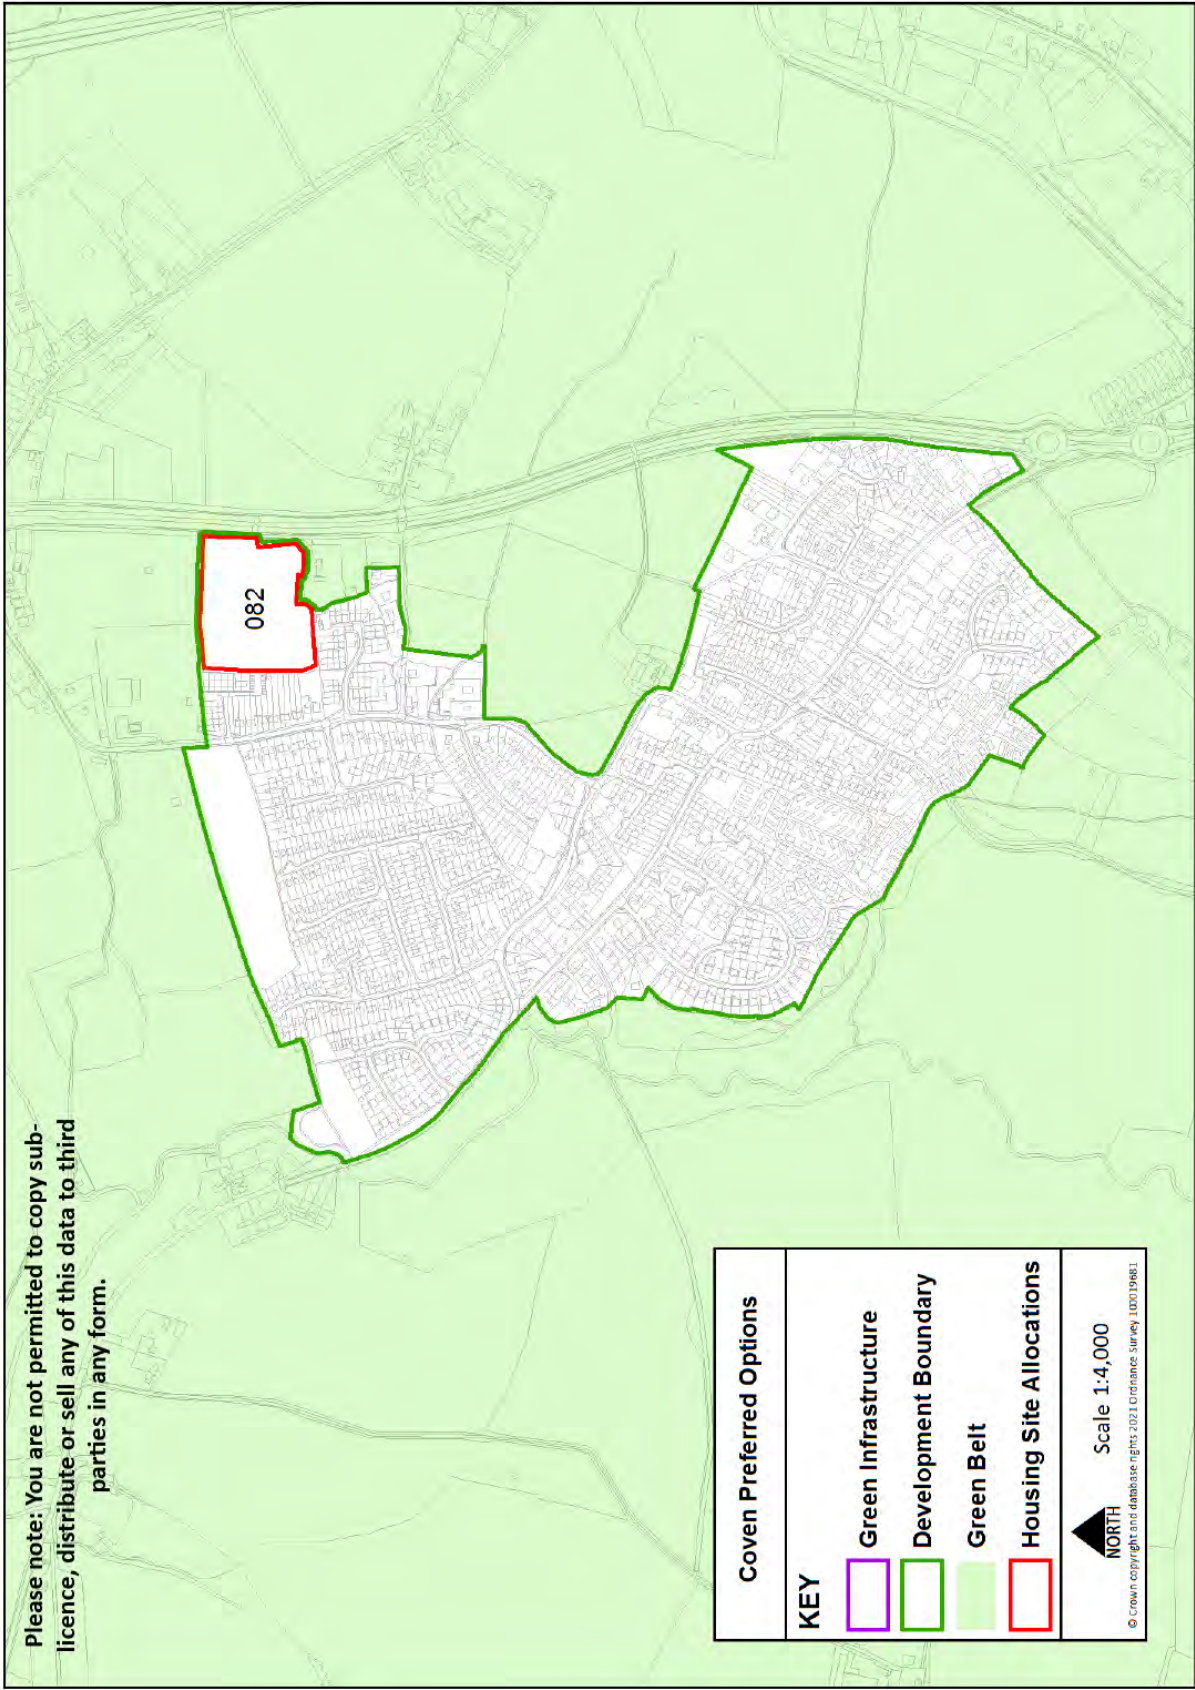 Please note: You are not permitted to copy sub-
licence, distribute or sell any of this data to third
parties in any form.
082
Coven Preferred Options
KEY
Green Infrastructure
Development Boundary
Green Belt
Housing Site Allocations
NORTH
Scale 1:4,000
© Crown copyright and database rights 2021 Ordnance Survey 100019681